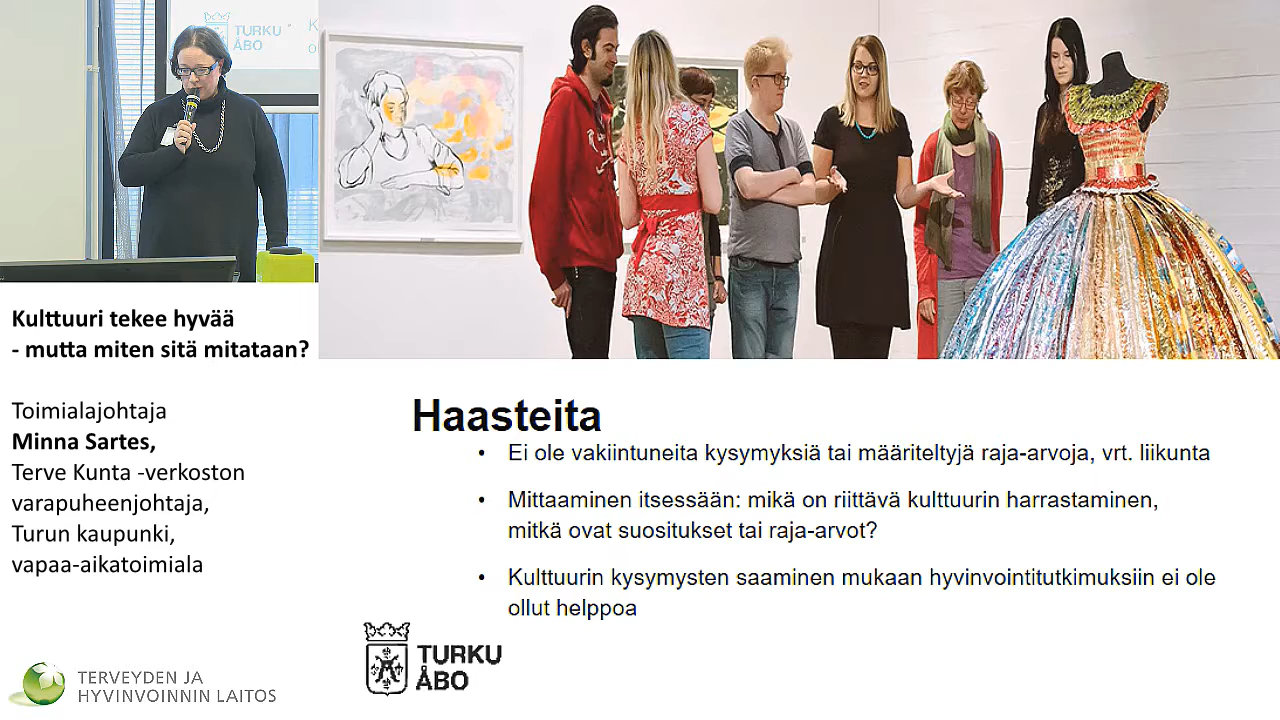 TURKU
ÅBO
Kulttuuri tekee hyvää
- mutta miten sitä mitataan?
Toimialajohtaja
Minna Sartes,
Terve Kunta -verkoston
varapuheenjohtaja,
Turun kaupunki,
vapaa-aikatoimiala
TERVEYDEN JA
HYVINVOINNIN LAITOS
Haasteita
• Ei ole vakiintuneita kysymyksiä tai määriteltyjä raja-arvoja, vrt. liikunta
• Mittaaminen itsessään: mikä on riittävä kulttuurin harrastaminen,
mitkä ovat suositukset tai raja-arvot?
• Kulttuurin kysymysten saaminen mukaan hyvinvointitutkimuksiin ei ole
ollut helppoa
TURKU
ÅBO